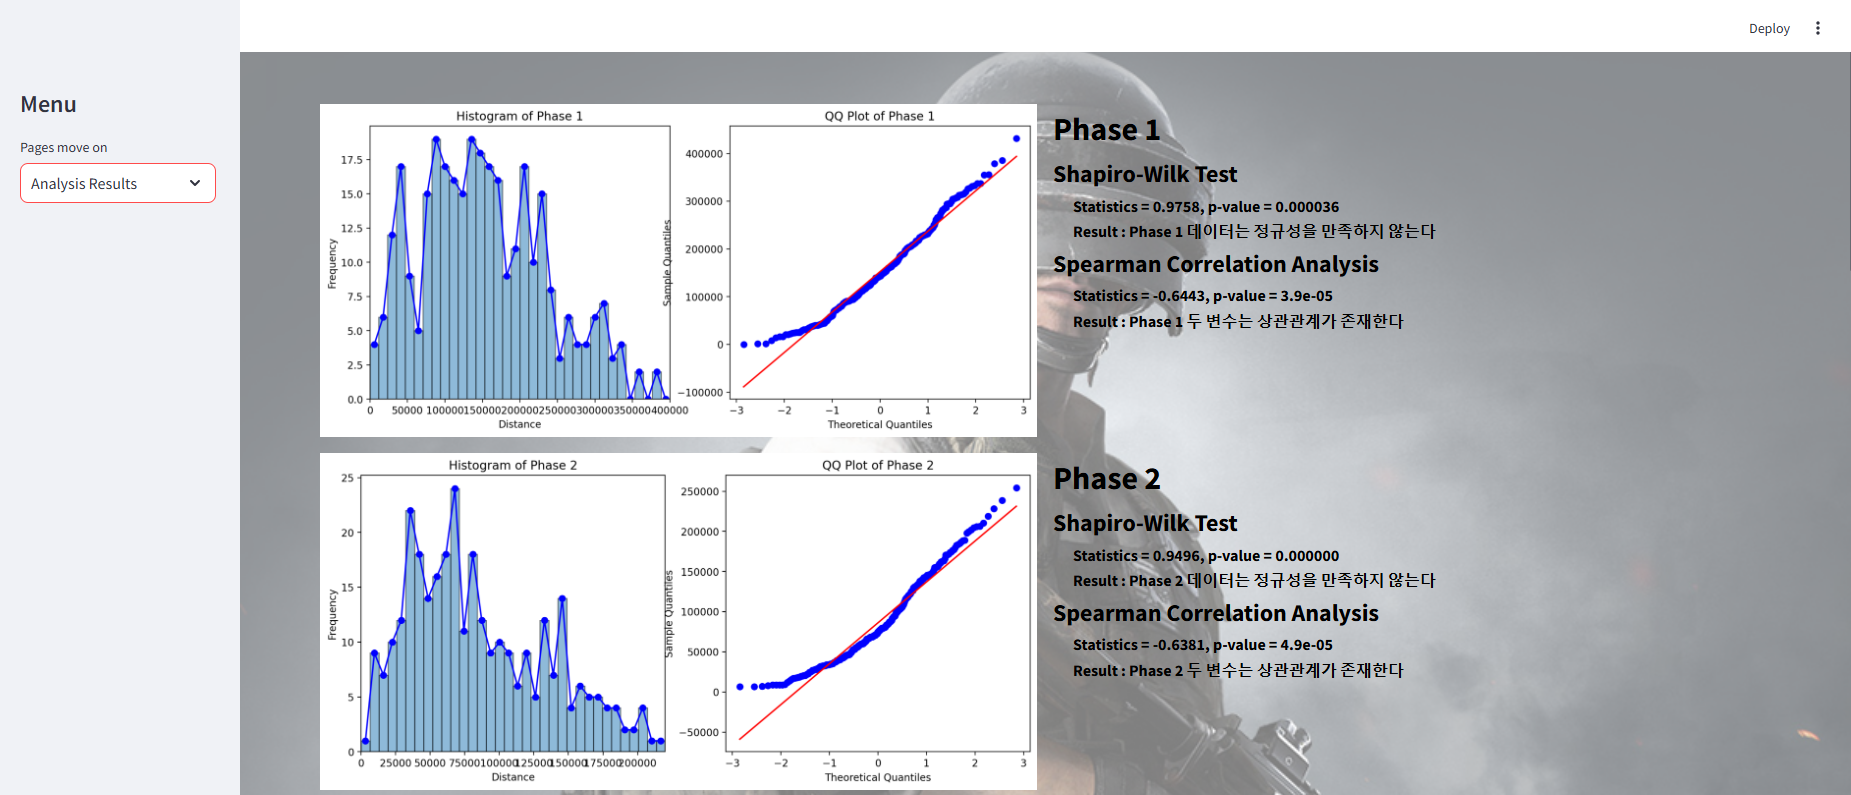 Deploy
Menu
Pages move on
Analysis Results
Histogram of Phase 1
Frequency
17.5
15.0
12.5
10.0
7.5
5.0
2.5
0.0
0 50000 100000 150000 200000 250000 300000 350000 400000
Distance
QQ Plot of Phase 1
Sample Quantiles
400000
300000
200000
100000
0
−100000
−3 −2 −1 0 1 2 3
Theoretical Quantiles
Phase 1
Shapiro-Wilk Test
Statistics = 0.9758, p-value = 0.000036
Result : Phase 1 데이터는 정규성을 만족하지 않는다
Spearman Correlation Analysis
Statistics = -0.6443, p-value = 3.9e-05
Result : Phase 1 두 변수는 상관관계가 존재한다
Histogram of Phase 2
Frequency
25
20
15
10
5
0
0 25000 50000 75000 100000 125000 150000 175000 200000
Distance
QQ Plot of Phase 2
Sample Quantiles
250000
200000
150000
100000
50000
0
−50000
−3 −2 −1 0 1 2 3
Theoretical Quantiles
Phase 2
Shapiro-Wilk Test
Statistics = 0.9496, p-value = 0.000000
Result : Phase 2 데이터는 정규성을 만족하지 않는다
Spearman Correlation Analysis
Statistics = -0.6381, p-value = 4.9e-05
Result : Phase 2 두 변수는 상관관계가 존재한다